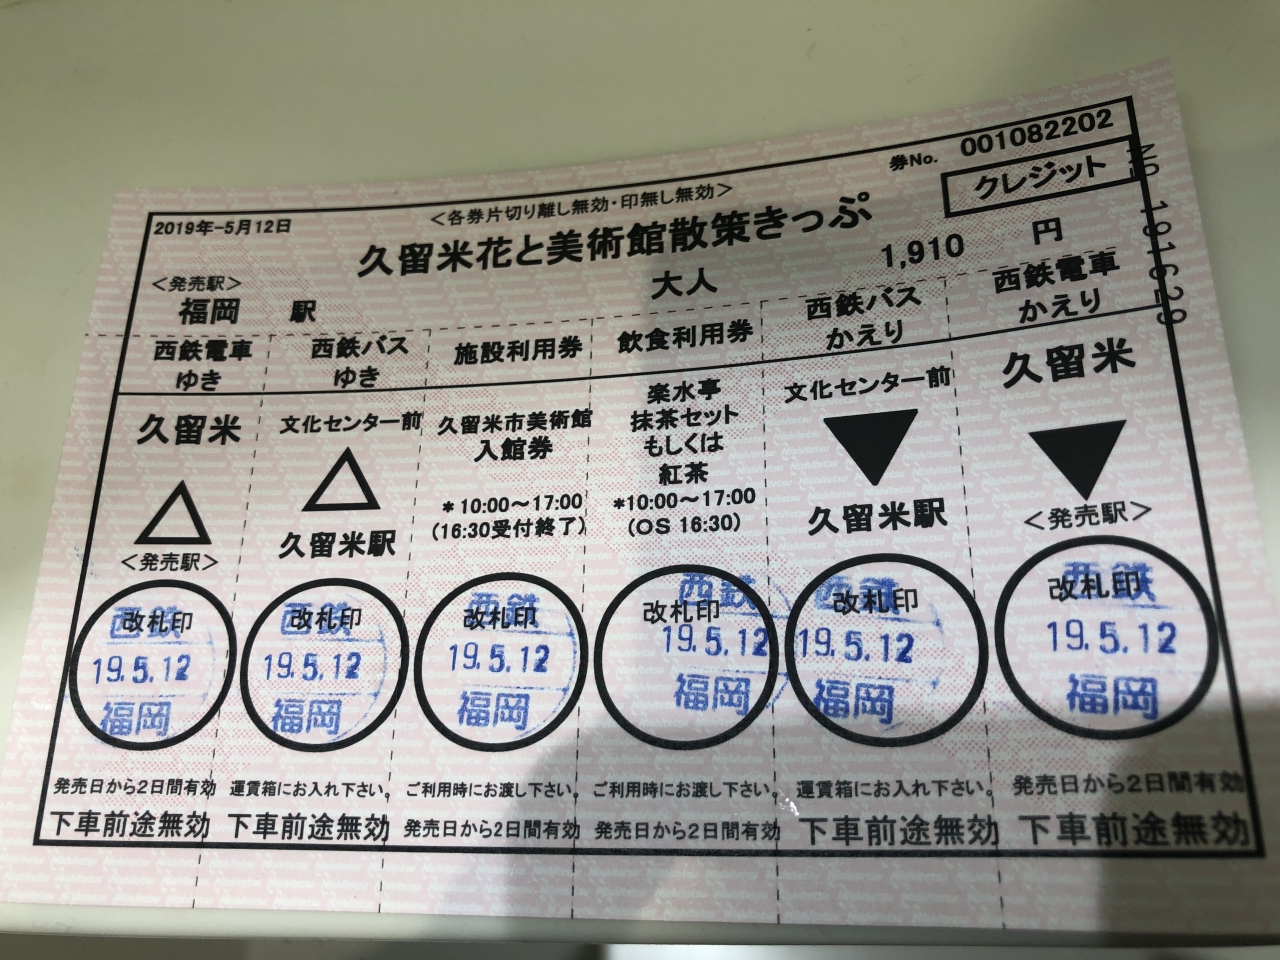 券No. 001082202
2019年-5月12日
＜各券片切り離し無効・印無し無効＞
クレジット
久留米花と美術館散策きっぷ
＜発売駅＞
福岡 駅
大人
1,910 円
No 191629
西鉄電車
ゆき
久留米
△
＜発売駅＞
改札印
西鉄
19.5.12
福岡
発売日から2日間有効
下車前途無効
西鉄バス
ゆき
文化センター前
△
久留米駅
改札印
西鉄
19.5.12
福岡
運賃箱にお入れ下さい。
下車前途無効
施設利用券
久留米市美術館
入館券
＊10:00～17:00
(16:30受付終了)
改札印
西鉄
19.5.12
福岡
ご利用時にお渡し下さい。
発売日から2日間有効
飲食利用券
楽水亭
抹茶セット
もしくは
紅茶
＊10:00～17:00
(OS 16:30)
改札印
西鉄
19.5.12
福岡
ご利用時にお渡し下さい。
発売日から2日間有効
西鉄バス
かえり
文化センター前
▼
久留米駅
改札印
西鉄
19.5.12
福岡
運賃箱にお入れ下さい。
下車前途無効
西鉄電車
かえり
久留米
▼
＜発売駅＞
改札印
西鉄
19.5.12
福岡
発売日から2日間有効
下車前途無効